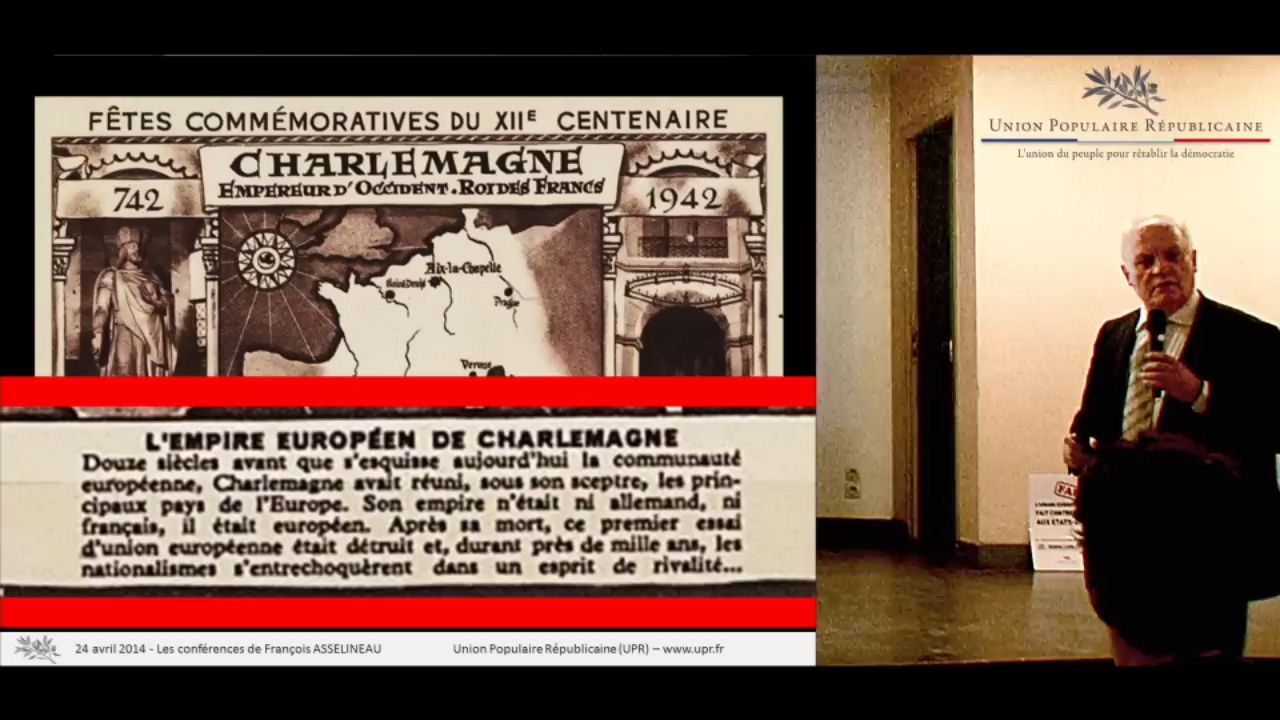 FÊTES COMMÉMORATIVES DU XIIE CENTENAIRE
CHARLEMAGNE
EMPEREUR D'OCCIDENT. ROI DES FRANCS
742
1942
Aix-la-Chapelle
Saint Denis
Prague
L'EMPIRE EUROPÉEN DE CHARLEMAGNE
Douze siècles avant que s'esquisse aujourd'hui la communauté
européenne, Charlemagne avait réuni, sous son sceptre, les prin-
cipaux pays de l'Europe. Son empire n'était ni allemand, ni
français, il était européen. Après sa mort, ce premier essai
d'union européenne était détruit et, durant près de mille ans, les
nationalismes s'entrechoquèrent dans un esprit de rivalité...
24 avril 2014 - Les conférences de François ASSELINEAU
Union Populaire Républicaine (UPR) – www.upr.fr
UNION POPULAIRE RÉPUBLICAINE
L'union du peuple pour rétablir la démocratie
AUX ETATS-